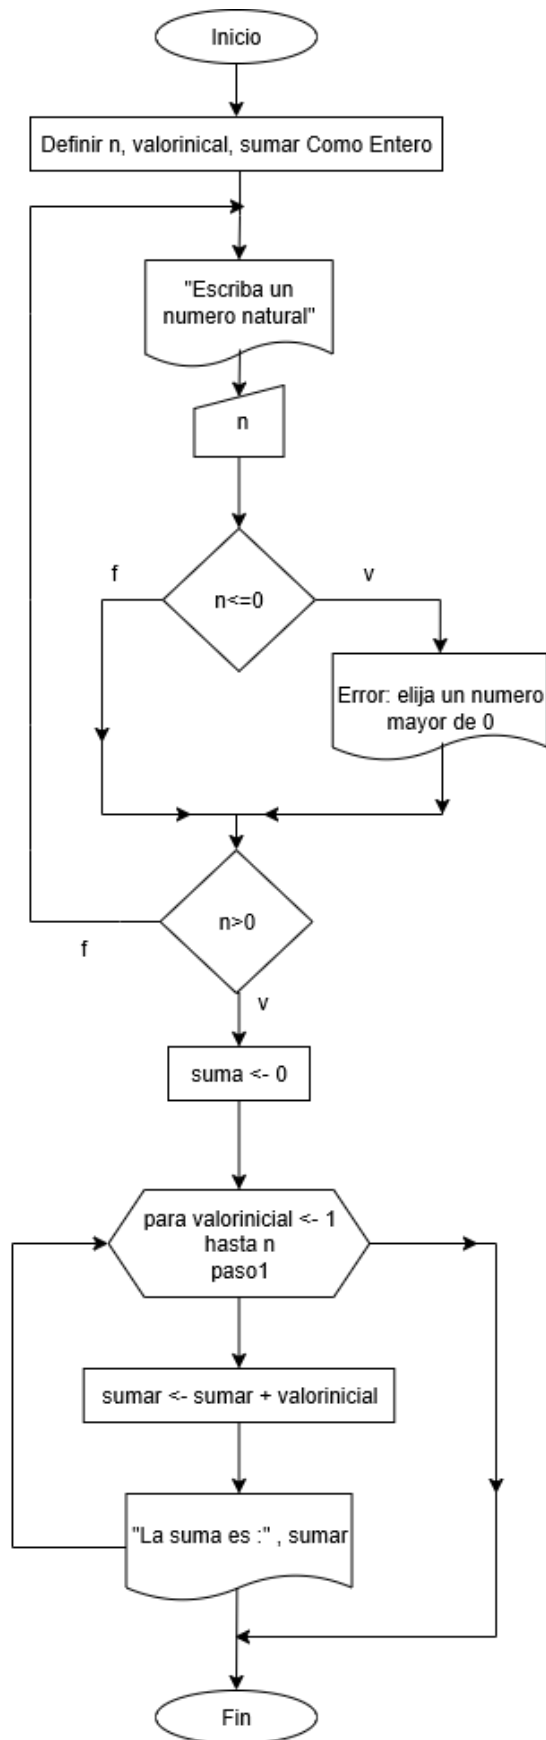 Inicio
Definir n, valorinical, sumar Como Entero
"Escriba un
numero natural"
n
f
v
n<=0
Error: elija un numero
mayor de 0
n>0
f
v
suma <- 0
para valorinicial <- 1
hasta n
paso1
sumar <- sumar + valorinicial
"La suma es :" , sumar
Fin